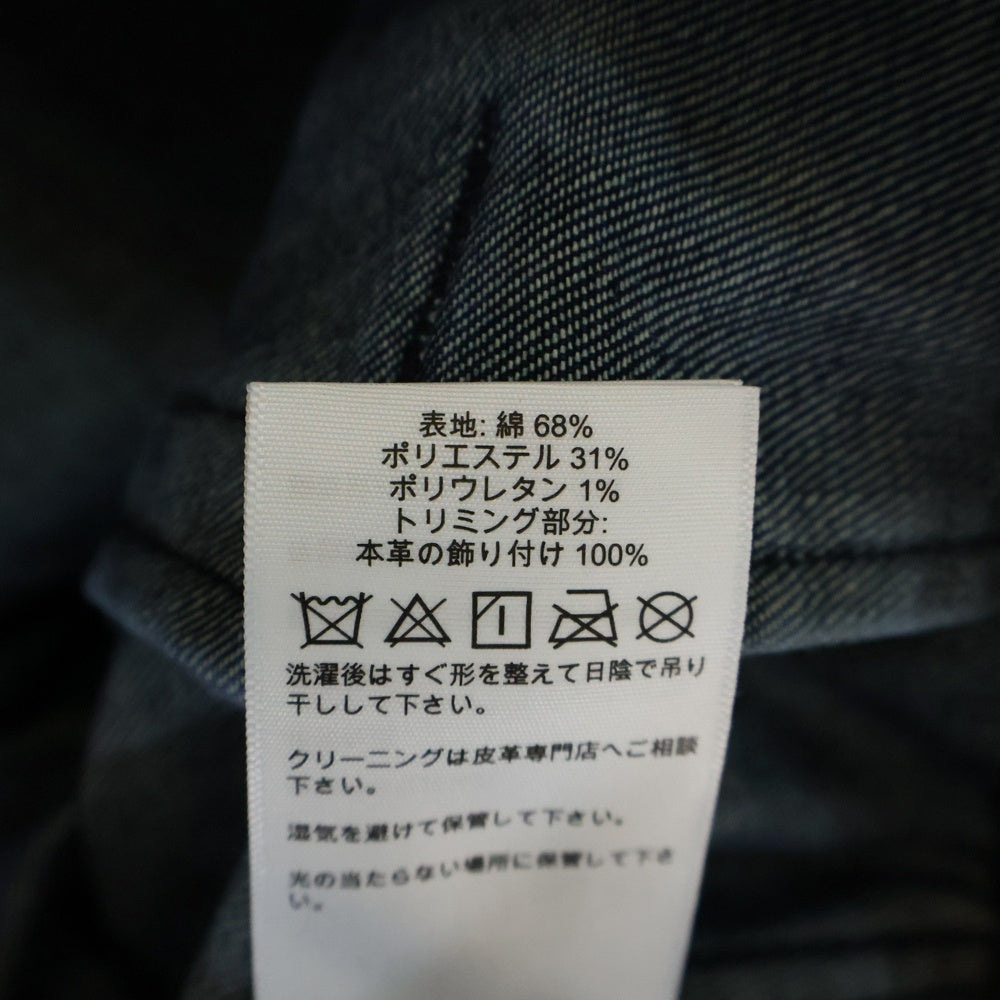 表地: 綿 68%
ポリエステル 31%
ポリウレタン 1%
トリミング部分:
本革の飾り付け 100%
洗濯後はすぐ形を整えて日陰で吊り
干しして下さい。
クリーニングは皮革専門店へご相談
下さい。
湿気を避けて保管して下さい。
光の当たらない場所に保管して下さ
い。